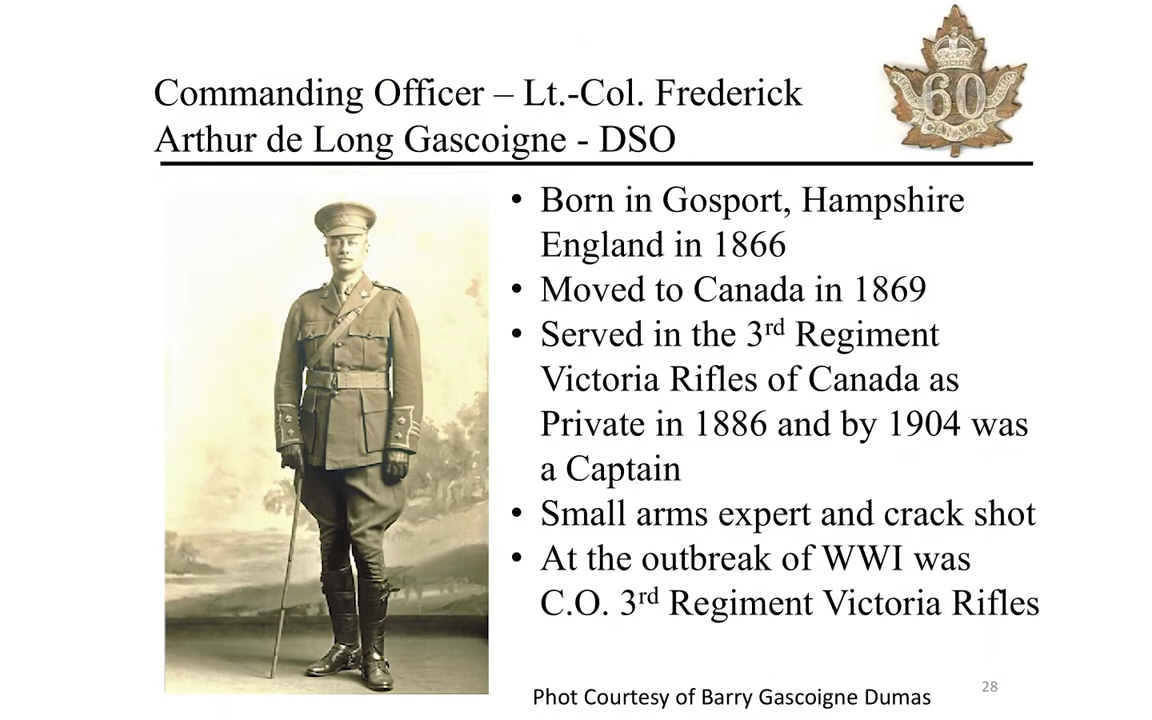 Commanding Officer – Lt.-Col. Frederick
Arthur de Long Gascoigne - DSO
60
CANADA
• Born in Gosport, Hampshire
England in 1866
• Moved to Canada in 1869
• Served in the 3rd Regiment
Victoria Rifles of Canada as
Private in 1886 and by 1904 was
a Captain
• Small arms expert and crack shot
• At the outbreak of WWI was
C.O. 3rd Regiment Victoria Rifles
Phot Courtesy of Barry Gascoigne Dumas
28